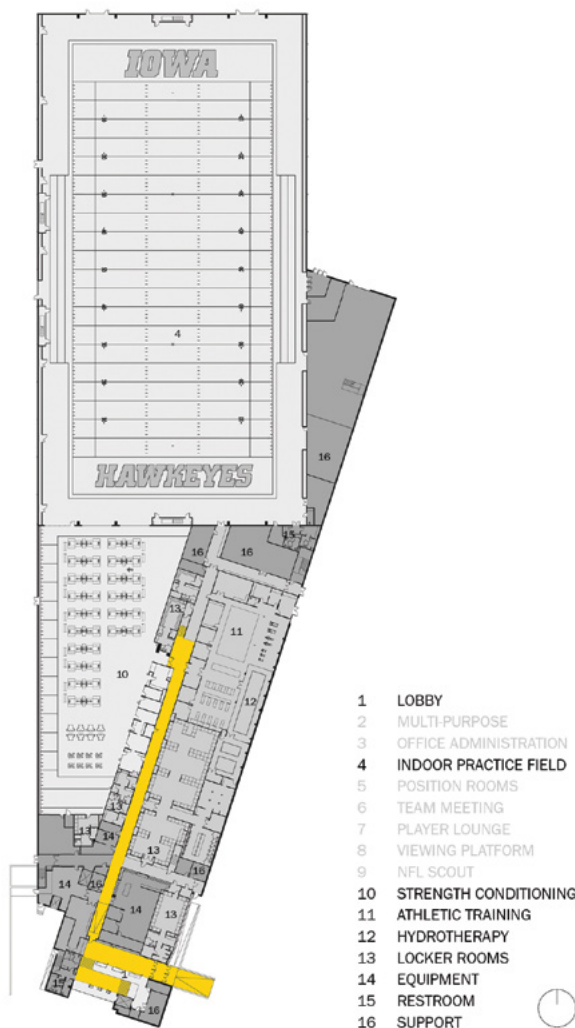 IOWA
4
HAWKEYES
16
15
16
16
13
11
10
12
13
14
13
13
16
16
14
14
13
1
15
16
1 LOBBY
2 MULTI-PURPOSE
3 OFFICE ADMINISTRATION
4 INDOOR PRACTICE FIELD
5 POSITION ROOMS
6 TEAM MEETING
7 PLAYER LOUNGE
8 VIEWING PLATFORM
9 NFL SCOUT
10 STRENGTH CONDITIONING
11 ATHLETIC TRAINING
12 HYDROTHERAPY
13 LOCKER ROOMS
14 EQUIPMENT
15 RESTROOM
16 SUPPORT